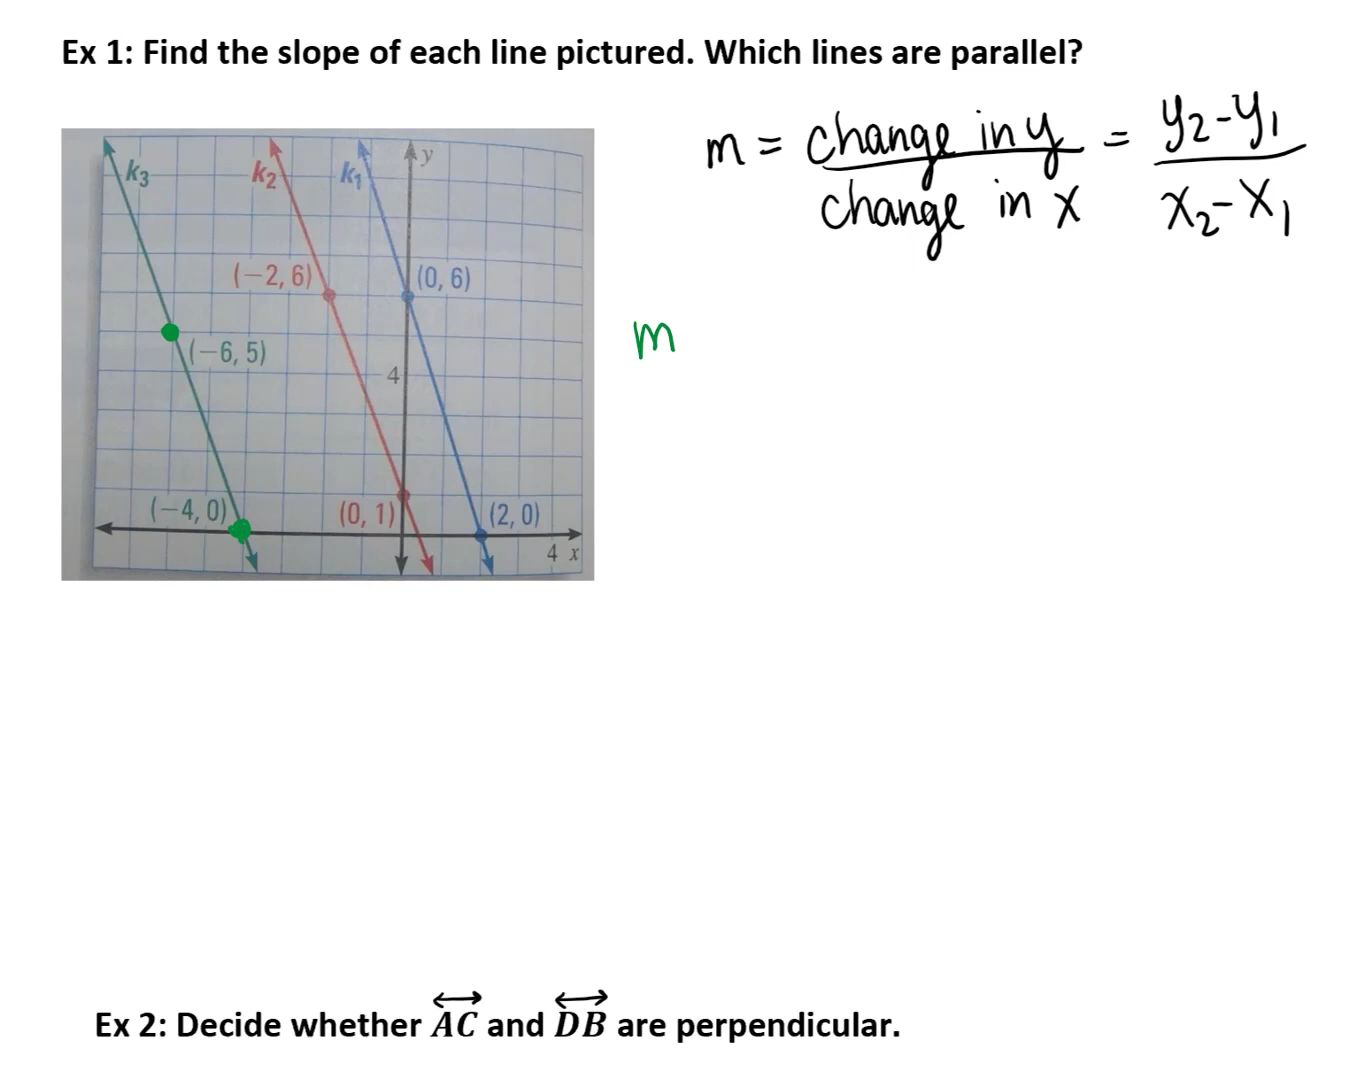 Ex 1: Find the slope of each line pictured. Which lines are parallel?
m = change in y / change in x = y₂-y₁ / x₂-x₁
k₃ k₂ k₁ y
(−2, 6) (0, 6)
m
(−6, 5)
4
(−4, 0) (0, 1) (2, 0)
4 x
Ex 2: Decide whether AC and DB are perpendicular.